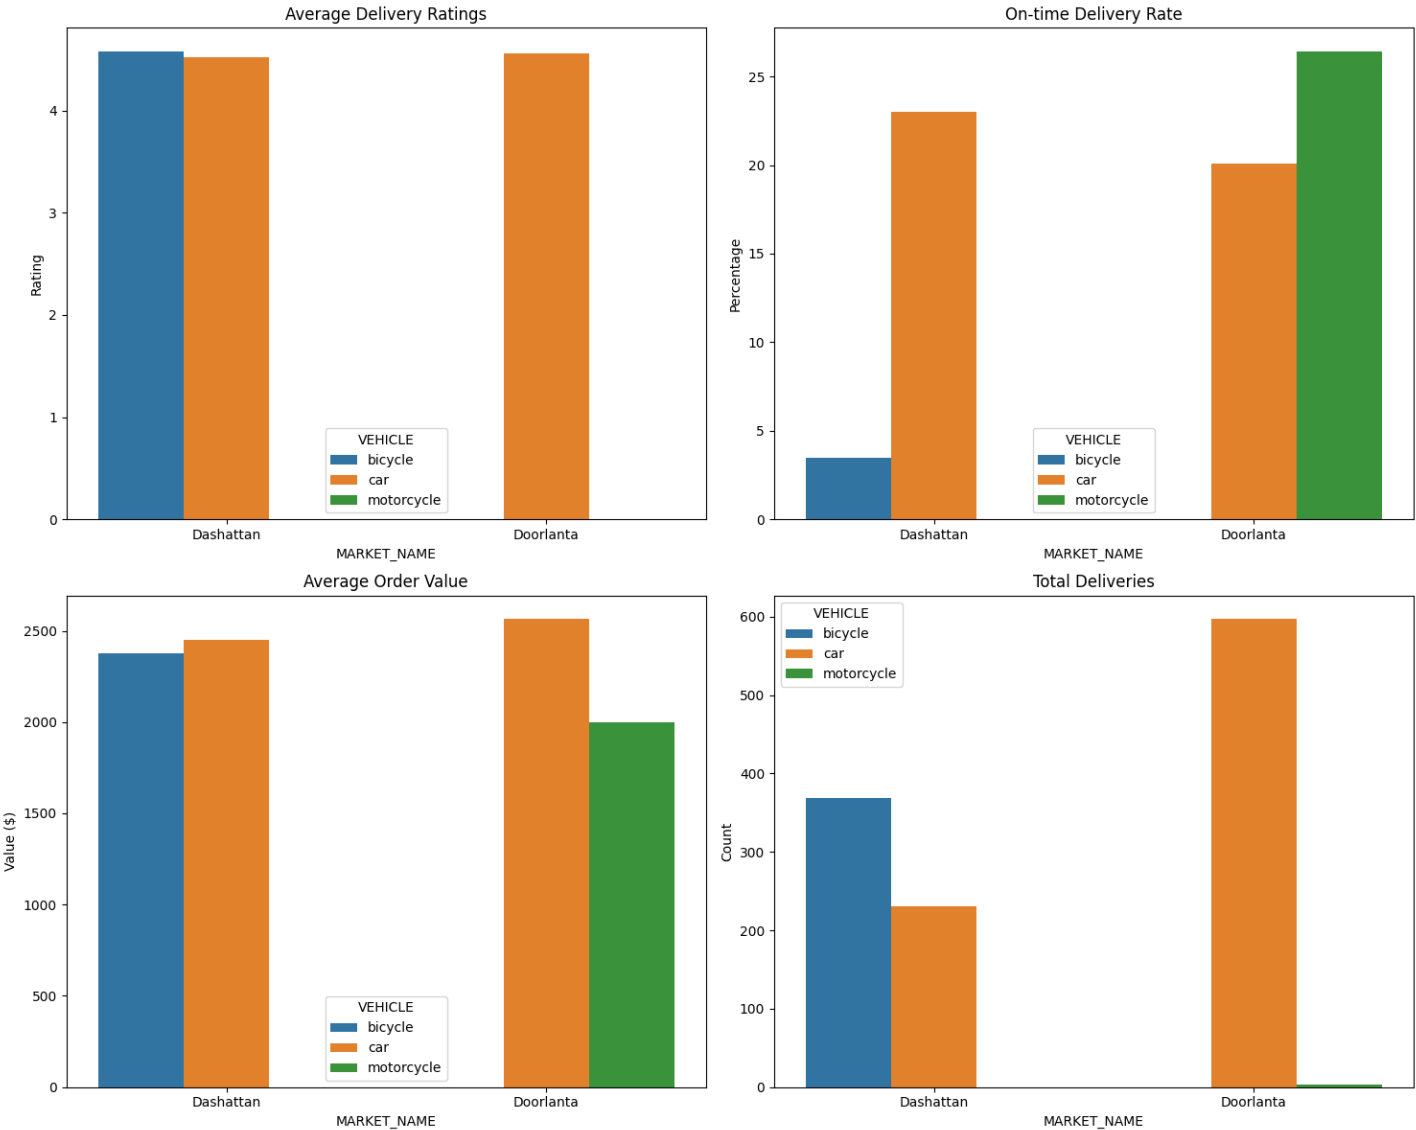 Average Delivery Ratings
Rating
4
3
2
1
0
VEHICLE
bicycle
car
motorcycle
Dashattan Doorlanta
MARKET_NAME
On-time Delivery Rate
Percentage
25
20
15
10
5
0
VEHICLE
bicycle
car
motorcycle
Dashattan Doorlanta
MARKET_NAME
Average Order Value
Value ($)
2500
2000
1500
1000
500
0
VEHICLE
bicycle
car
motorcycle
Dashattan Doorlanta
MARKET_NAME
Total Deliveries
Count
600
500
400
300
200
100
0
VEHICLE
bicycle
car
motorcycle
Dashattan Doorlanta
MARKET_NAME